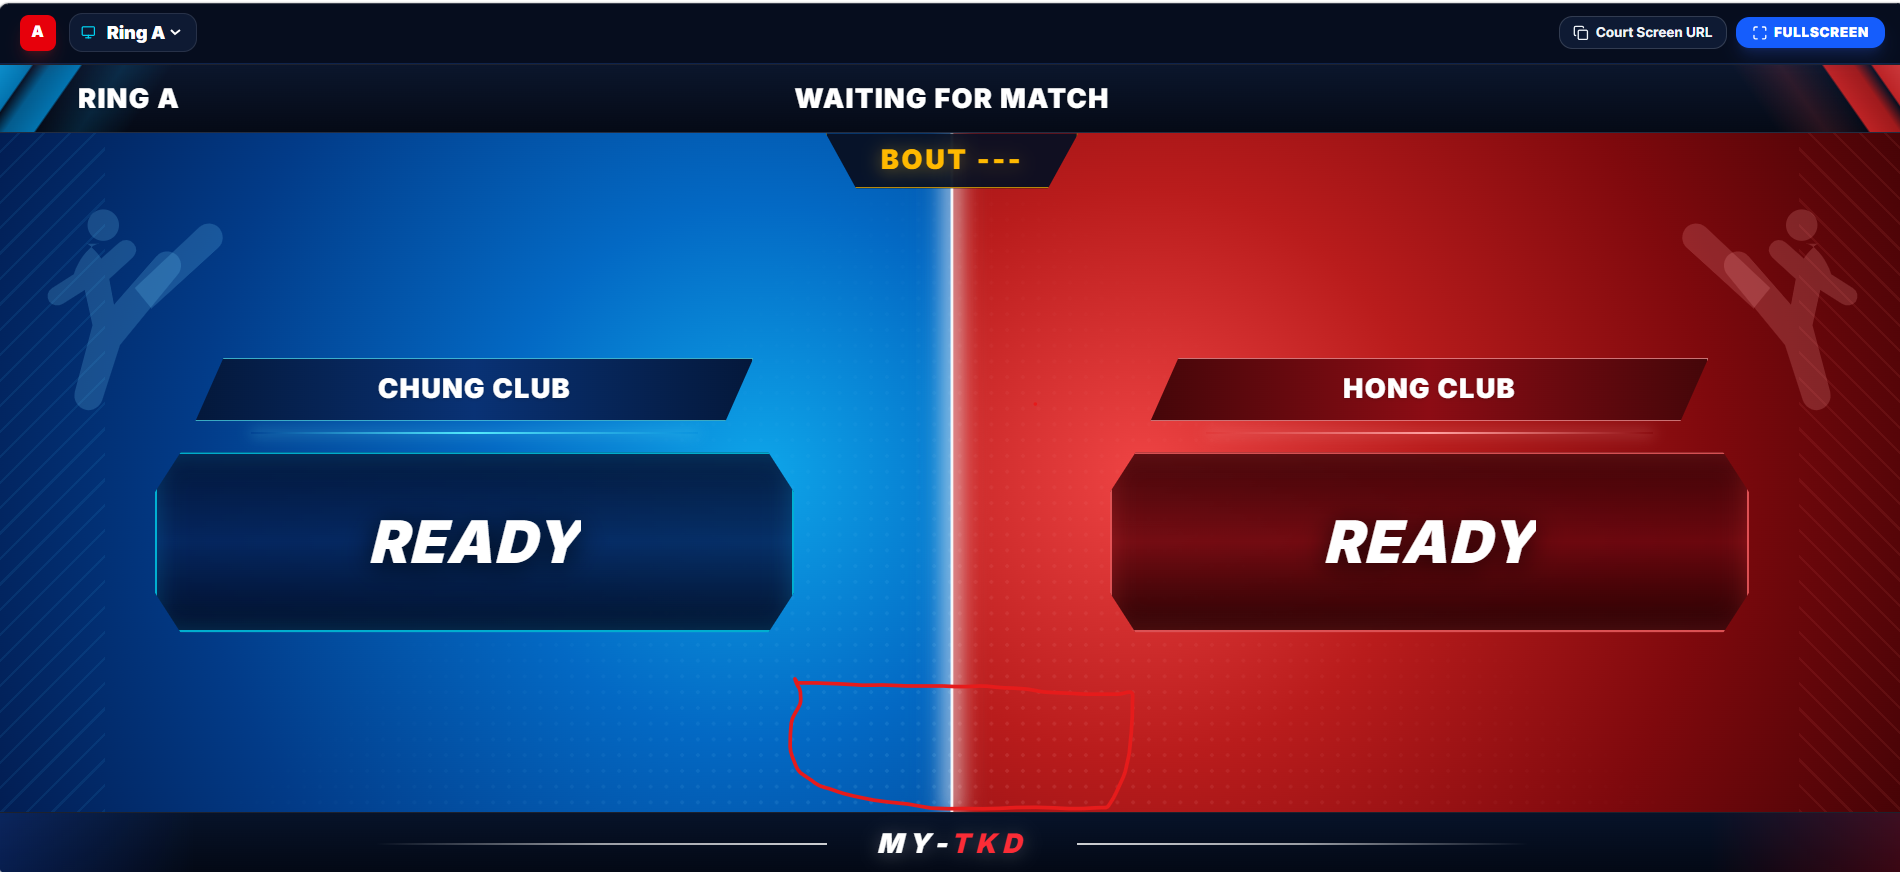 A
Ring A
Court Screen URL
FULLSCREEN
RING A
WAITING FOR MATCH
BOUT ---
CHUNG CLUB
HONG CLUB
READY
READY
MY-TKD